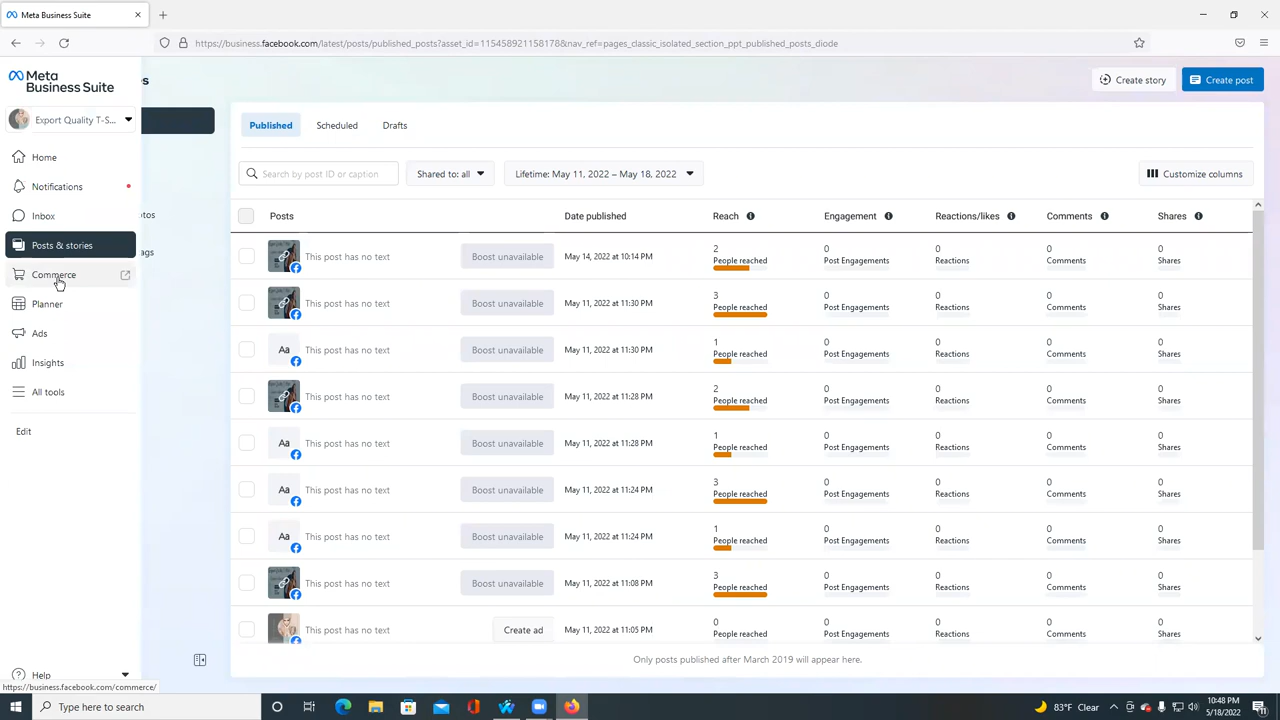 Meta Business Suite
https://business.facebook.com/latest/posts/published_posts?asset_id=115458921158178&nav_ref=pages_classic_isolated_section_ppt_published_posts_diode
Meta
Business Suite
es
Create story
Create post
Export Quality T-S...
Home
Notifications
Inbox
Posts & stories
Commerce
Planner
Ads
Insights
All tools
Edit
Help
https://business.facebook.com/commerce/
otos
ags
Published
Scheduled
Drafts
Search by post ID or caption
Shared to: all
Lifetime: May 11, 2022 – May 18, 2022
Customize columns
Posts Date published Reach Engagement Reactions/likes Comments Shares
This post has no text Boost unavailable May 14, 2022 at 10:14 PM 2 0 0 0 0
People reached Post Engagements Reactions Comments Shares
This post has no text Boost unavailable May 11, 2022 at 11:30 PM 3 0 0 0 0
People reached Post Engagements Reactions Comments Shares
Aa This post has no text Boost unavailable May 11, 2022 at 11:30 PM 1 0 0 0 0
People reached Post Engagements Reactions Comments Shares
This post has no text Boost unavailable May 11, 2022 at 11:28 PM 2 0 0 0 0
People reached Post Engagements Reactions Comments Shares
Aa This post has no text Boost unavailable May 11, 2022 at 11:28 PM 1 0 0 0 0
People reached Post Engagements Reactions Comments Shares
Aa This post has no text Boost unavailable May 11, 2022 at 11:24 PM 3 0 0 0 0
People reached Post Engagements Reactions Comments Shares
Aa This post has no text Boost unavailable May 11, 2022 at 11:24 PM 1 0 0 0 0
People reached Post Engagements Reactions Comments Shares
This post has no text Boost unavailable May 11, 2022 at 11:08 PM 3 0 0 0 0
People reached Post Engagements Reactions Comments Shares
This post has no text Create ad May 11, 2022 at 11:05 PM 0 0 0 0 0
People reached Post Engagements Reactions Comments Shares
Only posts published after March 2019 will appear here.
Type here to search
83°F Clear
10:48 PM
5/18/2022